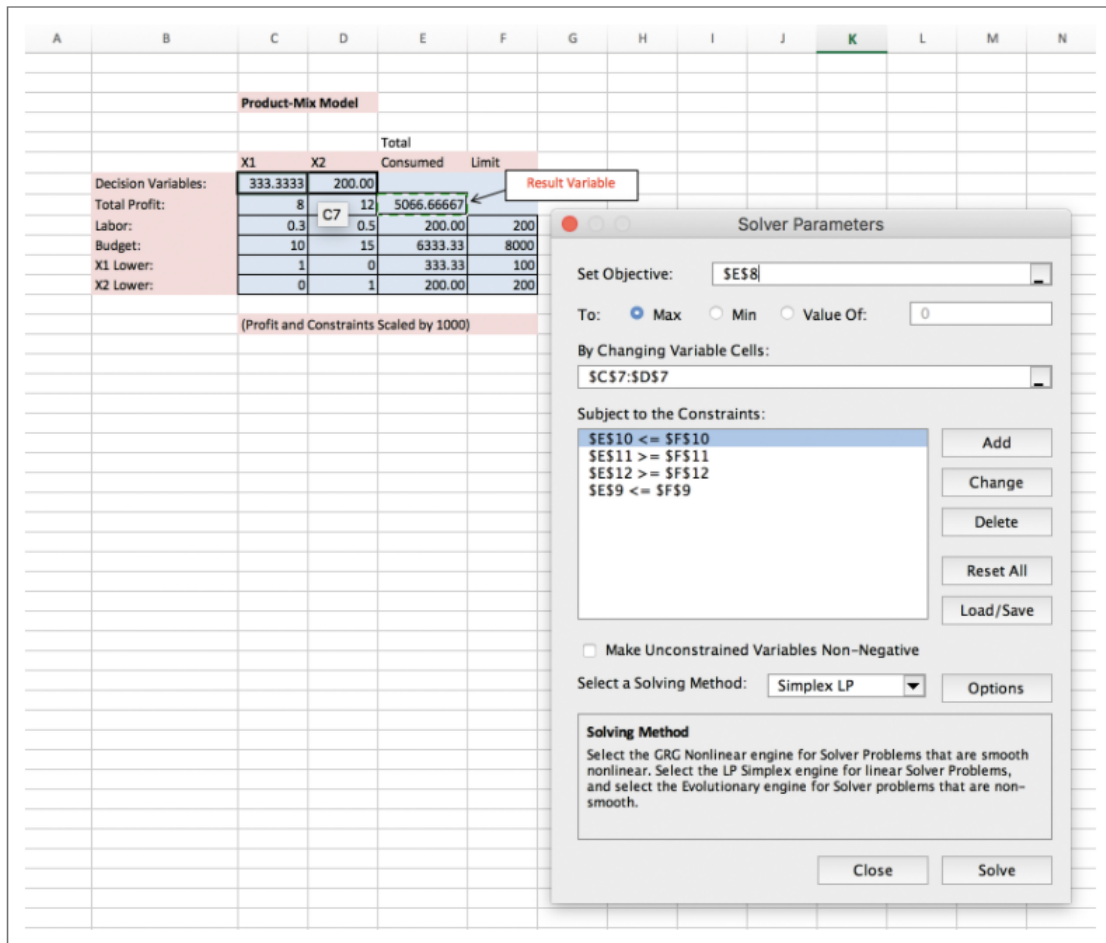 A B C D E F G H I J K L M N
Product-Mix Model
Total
X1 X2 Consumed Limit
Decision Variables: 333.3333 200.00
Result Variable
Total Profit: 8 12 5066.66667
C7
Labor: 0.3 0.5 200.00 200
Budget: 10 15 6333.33 8000
X1 Lower: 1 0 333.33 100
X2 Lower: 0 1 200.00 200
(Profit and Constraints Scaled by 1000)
Solver Parameters
Set Objective: $E$8
To: Max Min Value Of: 0
By Changing Variable Cells:
$C$7:$D$7
Subject to the Constraints:
$E$10 <= $F$10
$E$11 >= $F$11
$E$12 >= $F$12
$E$9 <= $F$9
Add
Change
Delete
Reset All
Load/Save
Make Unconstrained Variables Non-Negative
Select a Solving Method: Simplex LP Options
Solving Method
Select the GRG Nonlinear engine for Solver Problems that are smooth
nonlinear. Select the LP Simplex engine for linear Solver Problems,
and select the Evolutionary engine for Solver problems that are non-
smooth.
Close Solve